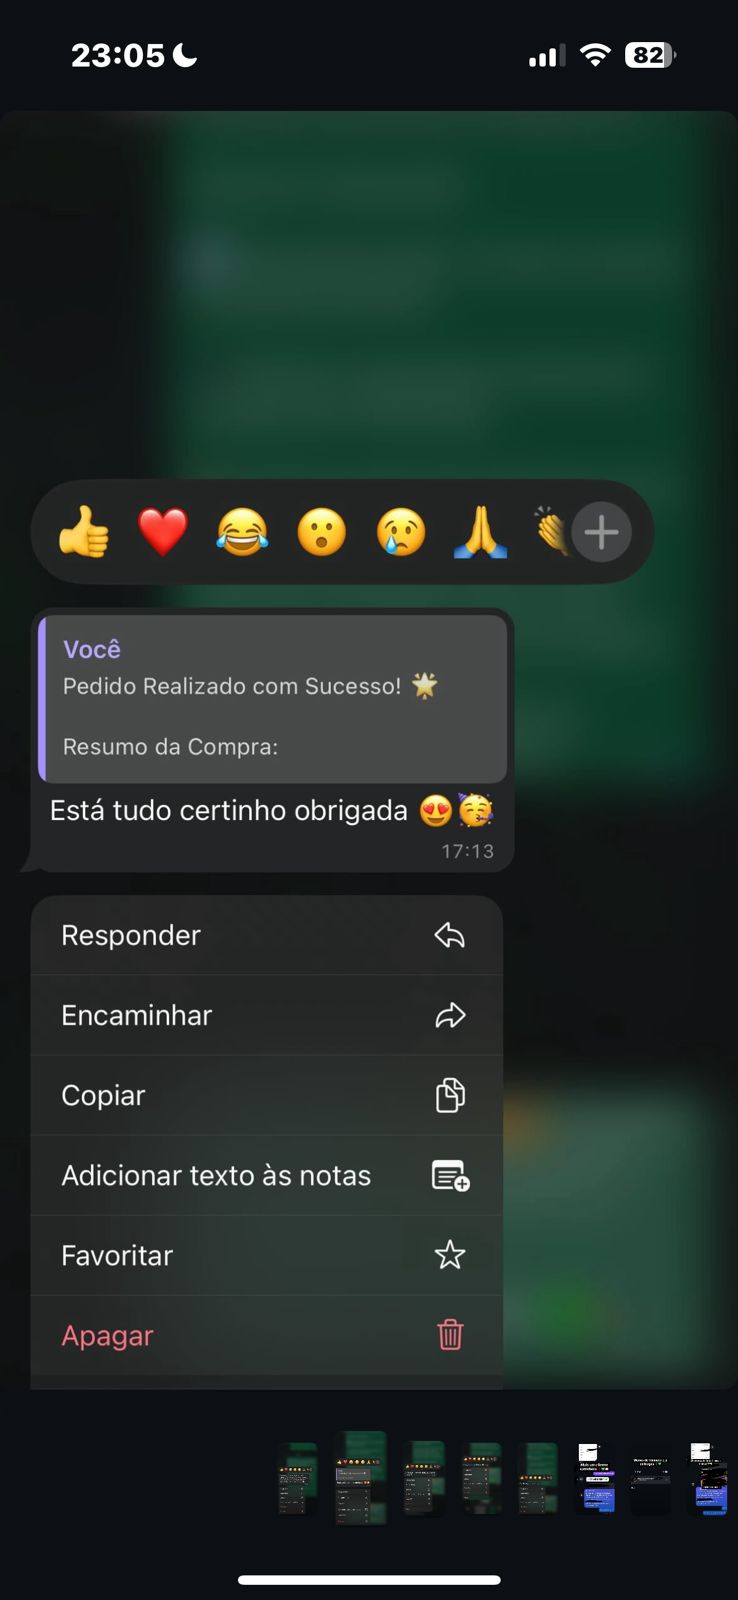 23:05
82
Você
Pedido Realizado com Sucesso! 🌟
Resumo da Compra:
Está tudo certinho obrigada 😍🥳
17:13
Responder
Encaminhar
Copiar
Adicionar texto às notas
Favoritar
Apagar